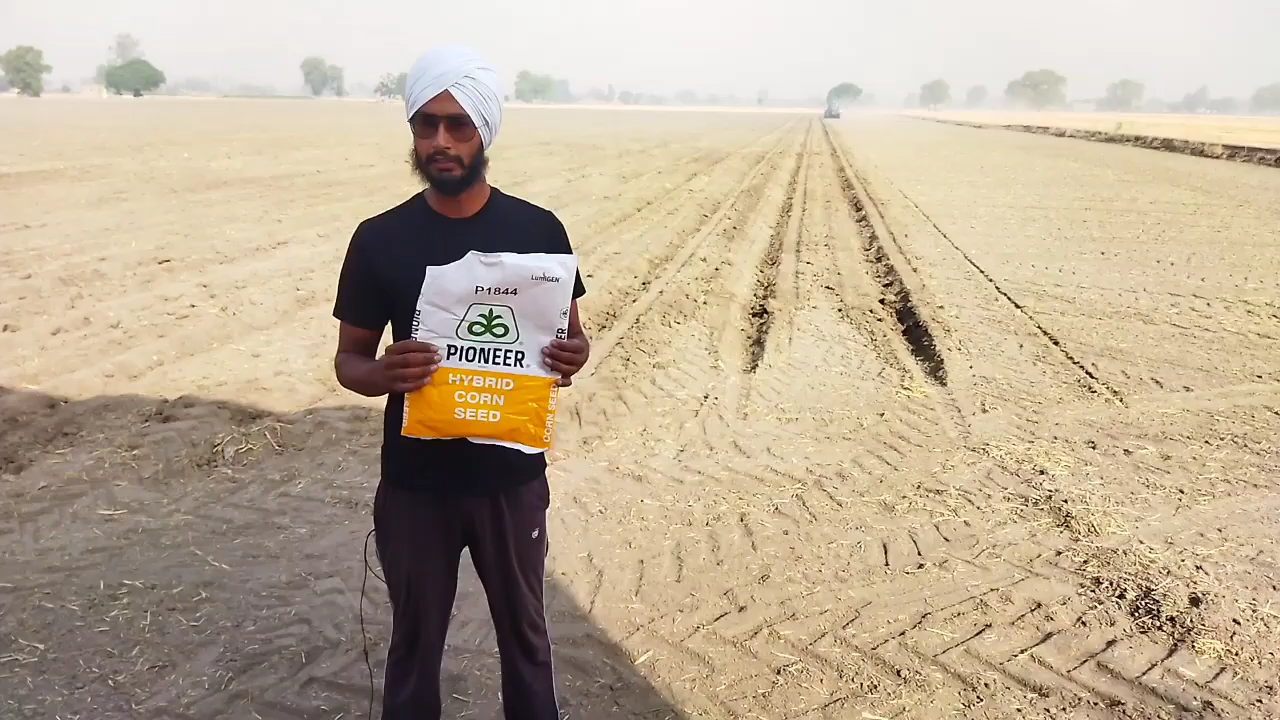 LumiGEN
P1844
PIONEER
HYBRID
CORN
SEED
CORN SEED